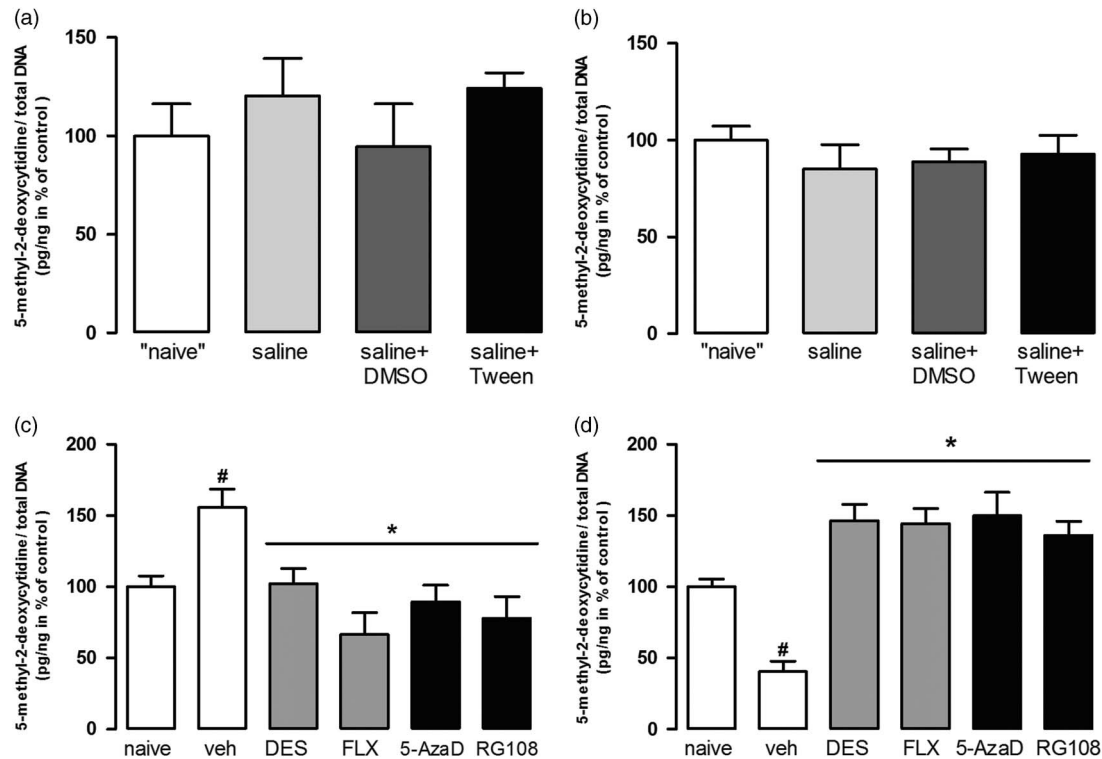 (a)
5-methyl-2-deoxycytidine/ total DNA
(pg/ng in % of control )
150
100
50
0
"naive"
saline
saline+
DMSO
saline+
Tween
(b)
5-methyl-2-deoxycytidine/ total DNA
(pg/ng in % of control )
150
100
50
0
"naive"
saline
saline+
DMSO
saline+
Tween
(c)
5-methyl-2-deoxycytidine/ total DNA
(pg/ng in % of control )
200
150
100
50
0
#
*
naive
veh
DES
FLX
5-AzaD
RG108
(d)
5-methyl-2-deoxycytidine/ total DNA
(pg/ng in % of control )
200
150
100
50
0
#
*
naive
veh
DES
FLX
5-AzaD
RG108